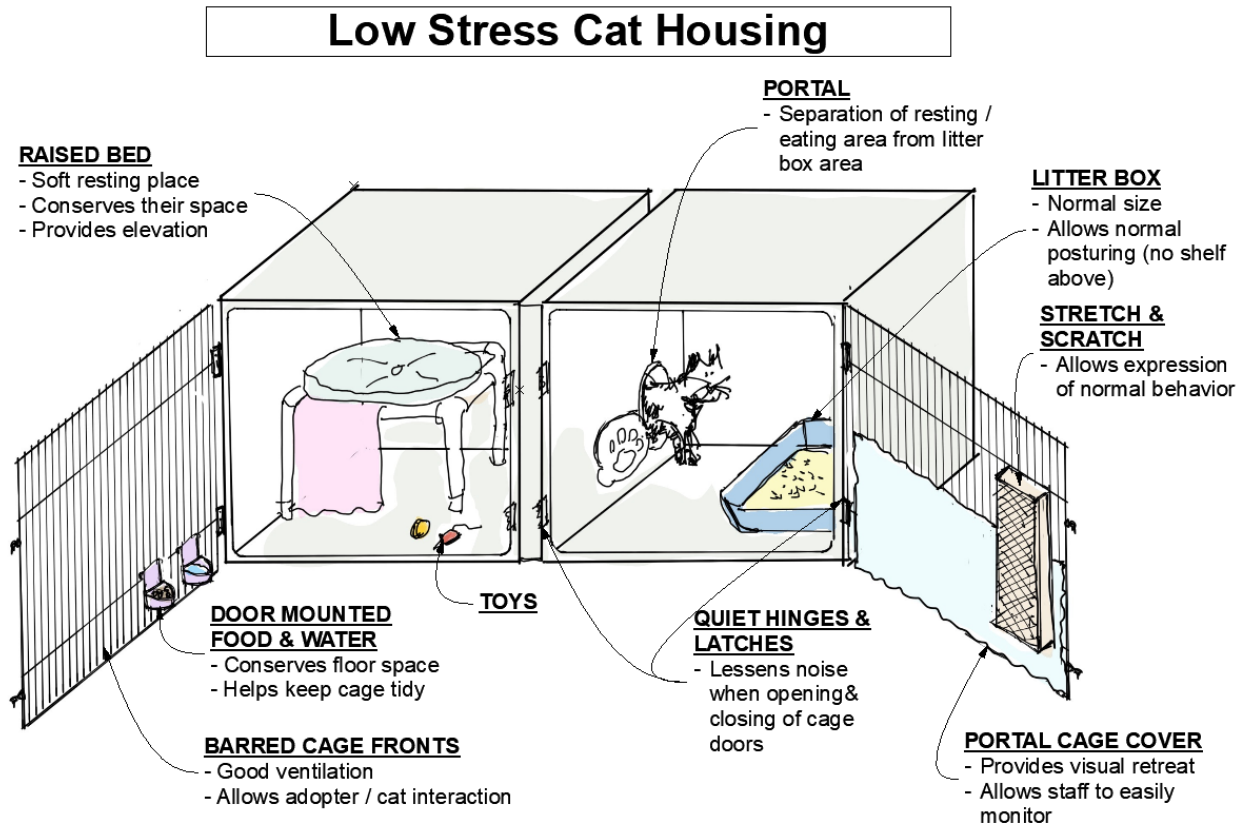 Low Stress Cat Housing
PORTAL
- Separation of resting /
eating area from litter
box area
RAISED BED
- Soft resting place
- Conserves their space
- Provides elevation
LITTER BOX
- Normal size
- Allows normal
posturing (no shelf
above)
STRETCH &
SCRATCH
- Allows expression
of normal behavior
TOYS
DOOR MOUNTED
FOOD & WATER
- Conserves floor space
- Helps keep cage tidy
QUIET HINGES &
LATCHES
- Lessens noise
when opening&
closing of cage
doors
BARRED CAGE FRONTS
- Good ventilation
- Allows adopter / cat interaction
PORTAL CAGE COVER
- Provides visual retreat
- Allows staff to easily
monitor